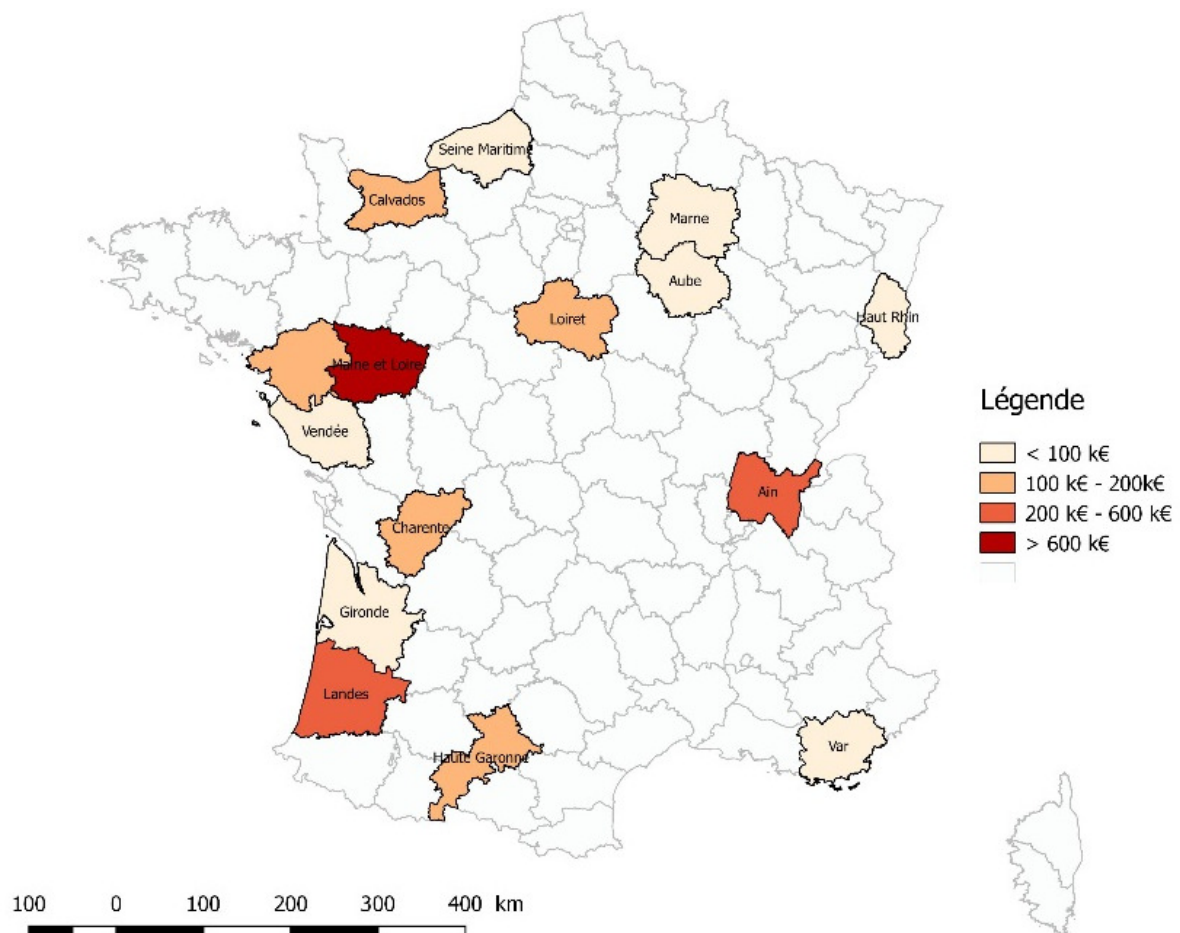 Seine Maritim
Calvados
Marne
Aube
Loiret
Haut Rhin
Maine et Loire
Vendée
Légende
< 100 k€
100 k€ - 200k€
200 k€ - 600 k€
> 600 k€
Ain
Charente
Gironde
Landes
Haute Garonne
Var
100 0 100 200 300 400 km